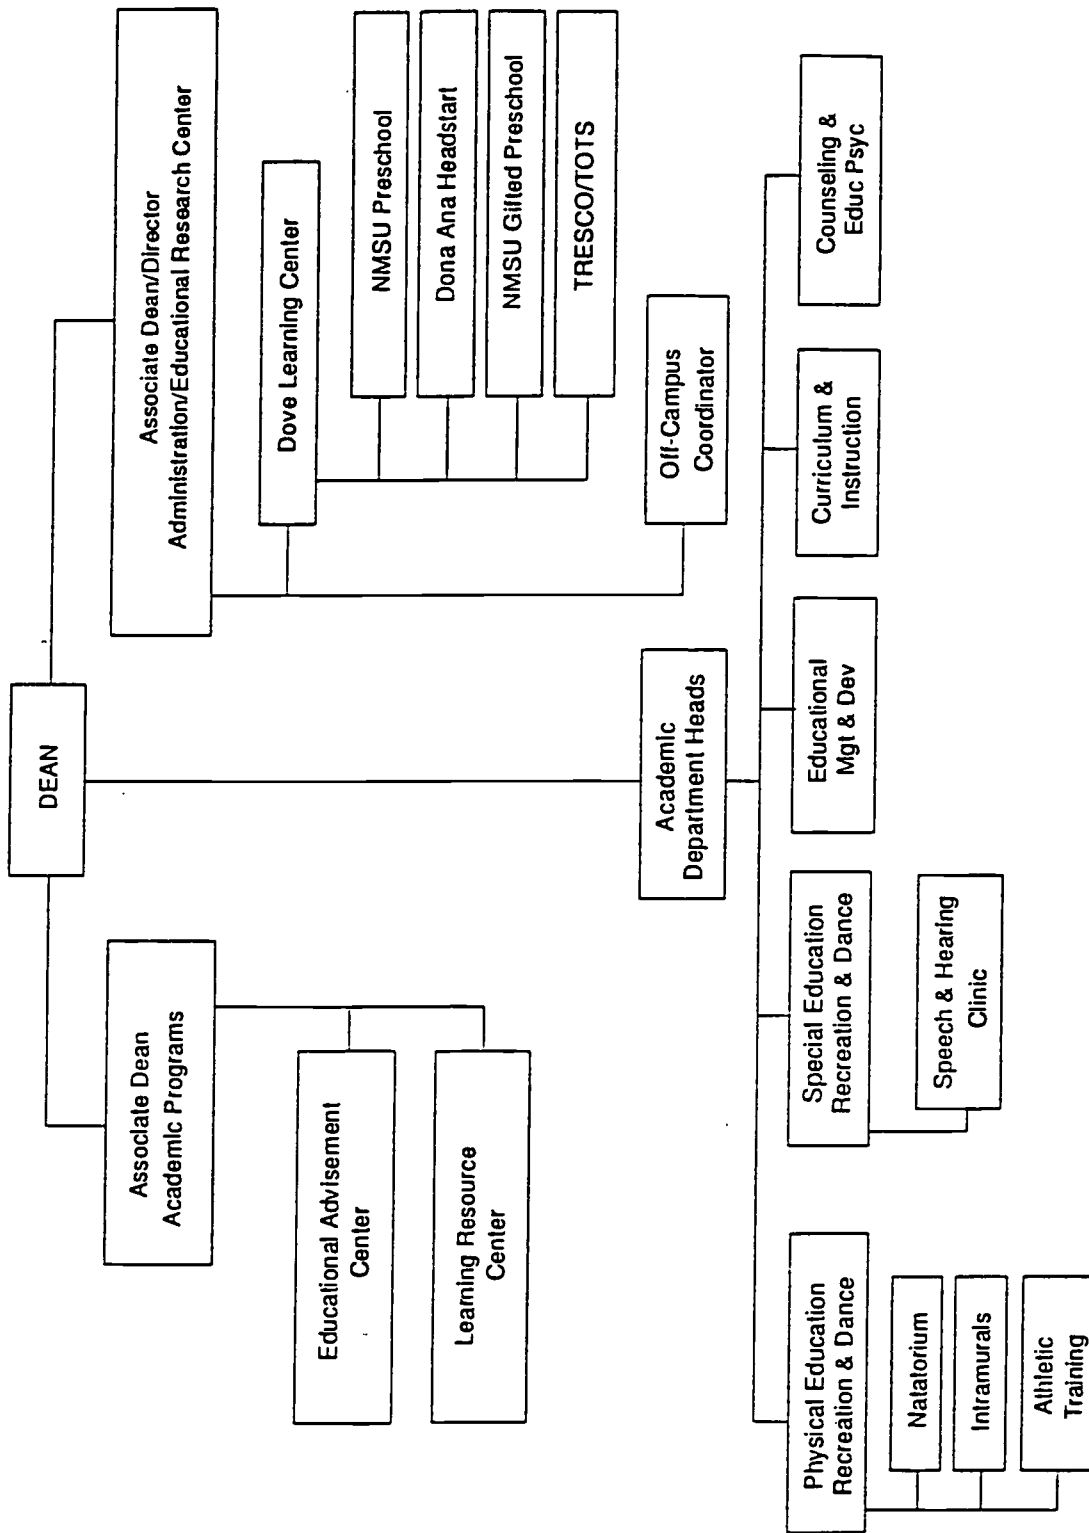 DEAN
Associate Dean
Academic Programs
Associate Dean/Director
Administration/Educational Research Center
Educational Advisement
Center
Learning Resource
Center
Dove Learning Center
NMSU Preschool
Dona Ana Headstart
NMSU Gifted Preschool
TRESCO/TOTS
Off-Campus
Coordinator
Academic
Department Heads
Physical Education
Recreation & Dance
Natatorium
Intramurals
Athletic
Training
Special Education
Recreation & Dance
Speech & Hearing
Clinic
Educational
Mgt & Dev
Curriculum &
Instruction
Counseling &
Educ Psyc